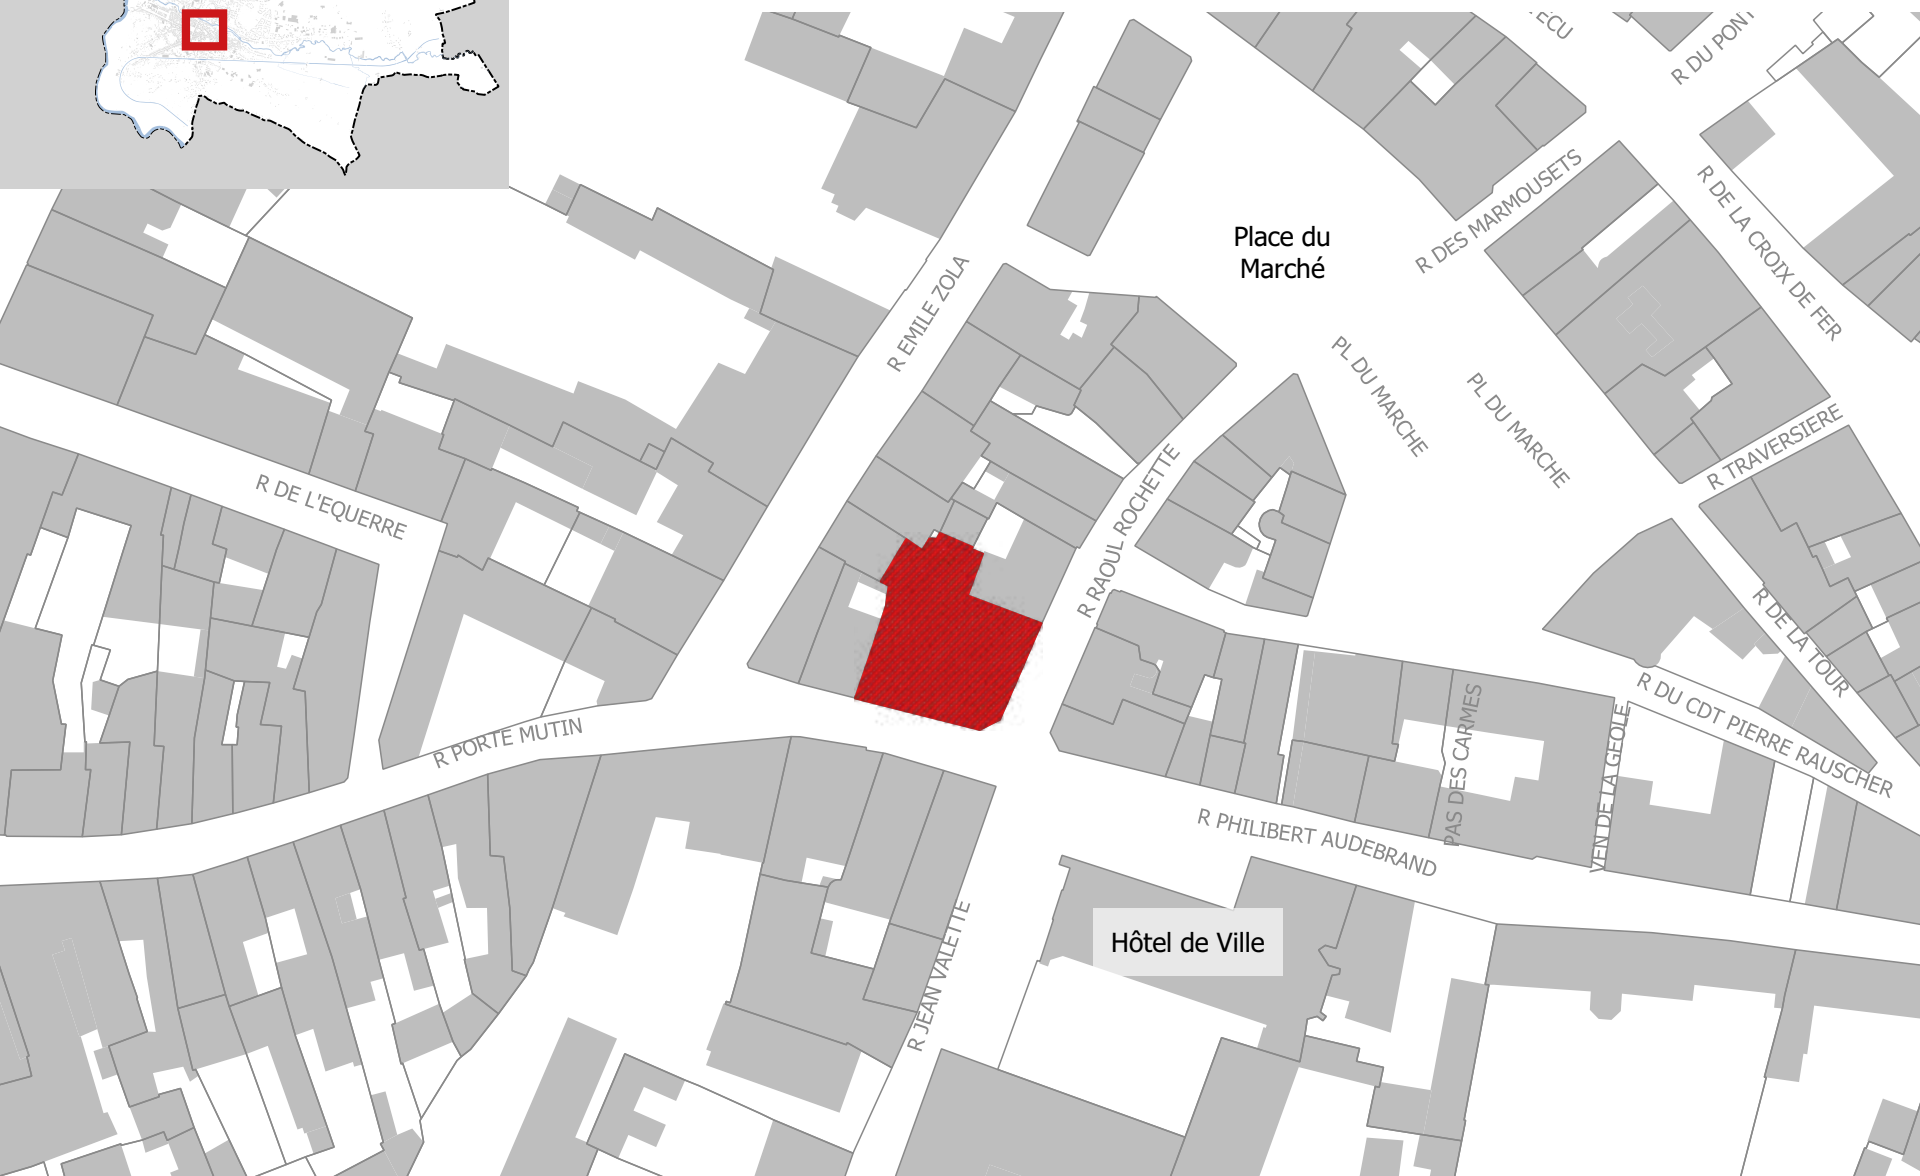 ECU
R DU PONT
R DES MARMOUSETS
R DE LA CROIX DE FER
Place du
Marché
R EMILE ZOLA
PL DU MARCHE
PL DU MARCHE
R TRAVERSIERE
R DE L'EQUERRE
R RAOUL ROCHETTE
R DE LA TOUR
R DU CDT PIERRE RAUSCHER
R PORTE MUTIN
PAS DES CARMES
VEN DE LA GEOLE
R PHILIBERT AUDEBRAND
R JEAN VALETTE
Hôtel de Ville